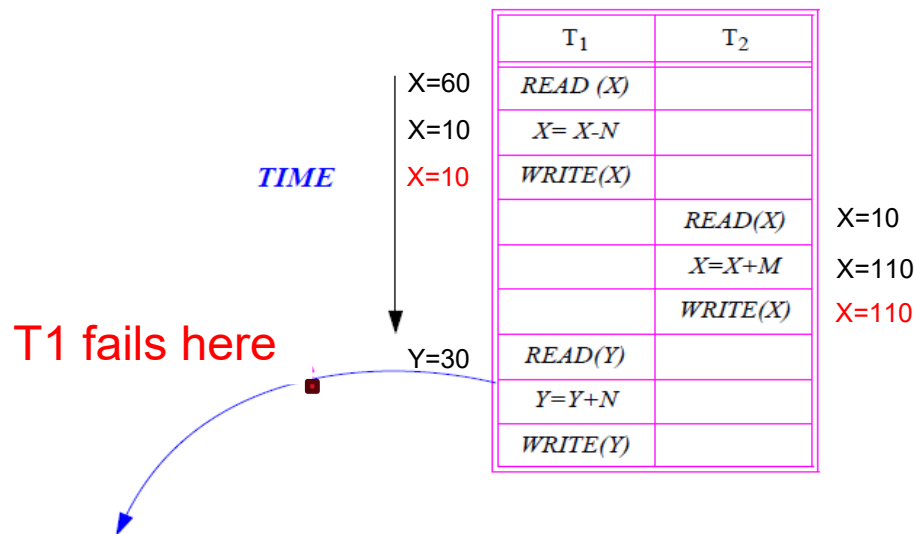 T1 T2
X=60 READ (X)
X=10 X= X-N
TIME X=10 WRITE(X)
READ(X) X=10
X=X+M X=110
WRITE(X) X=110
T1 fails here
Y=30 READ(Y)
Y=Y+N
WRITE(Y)